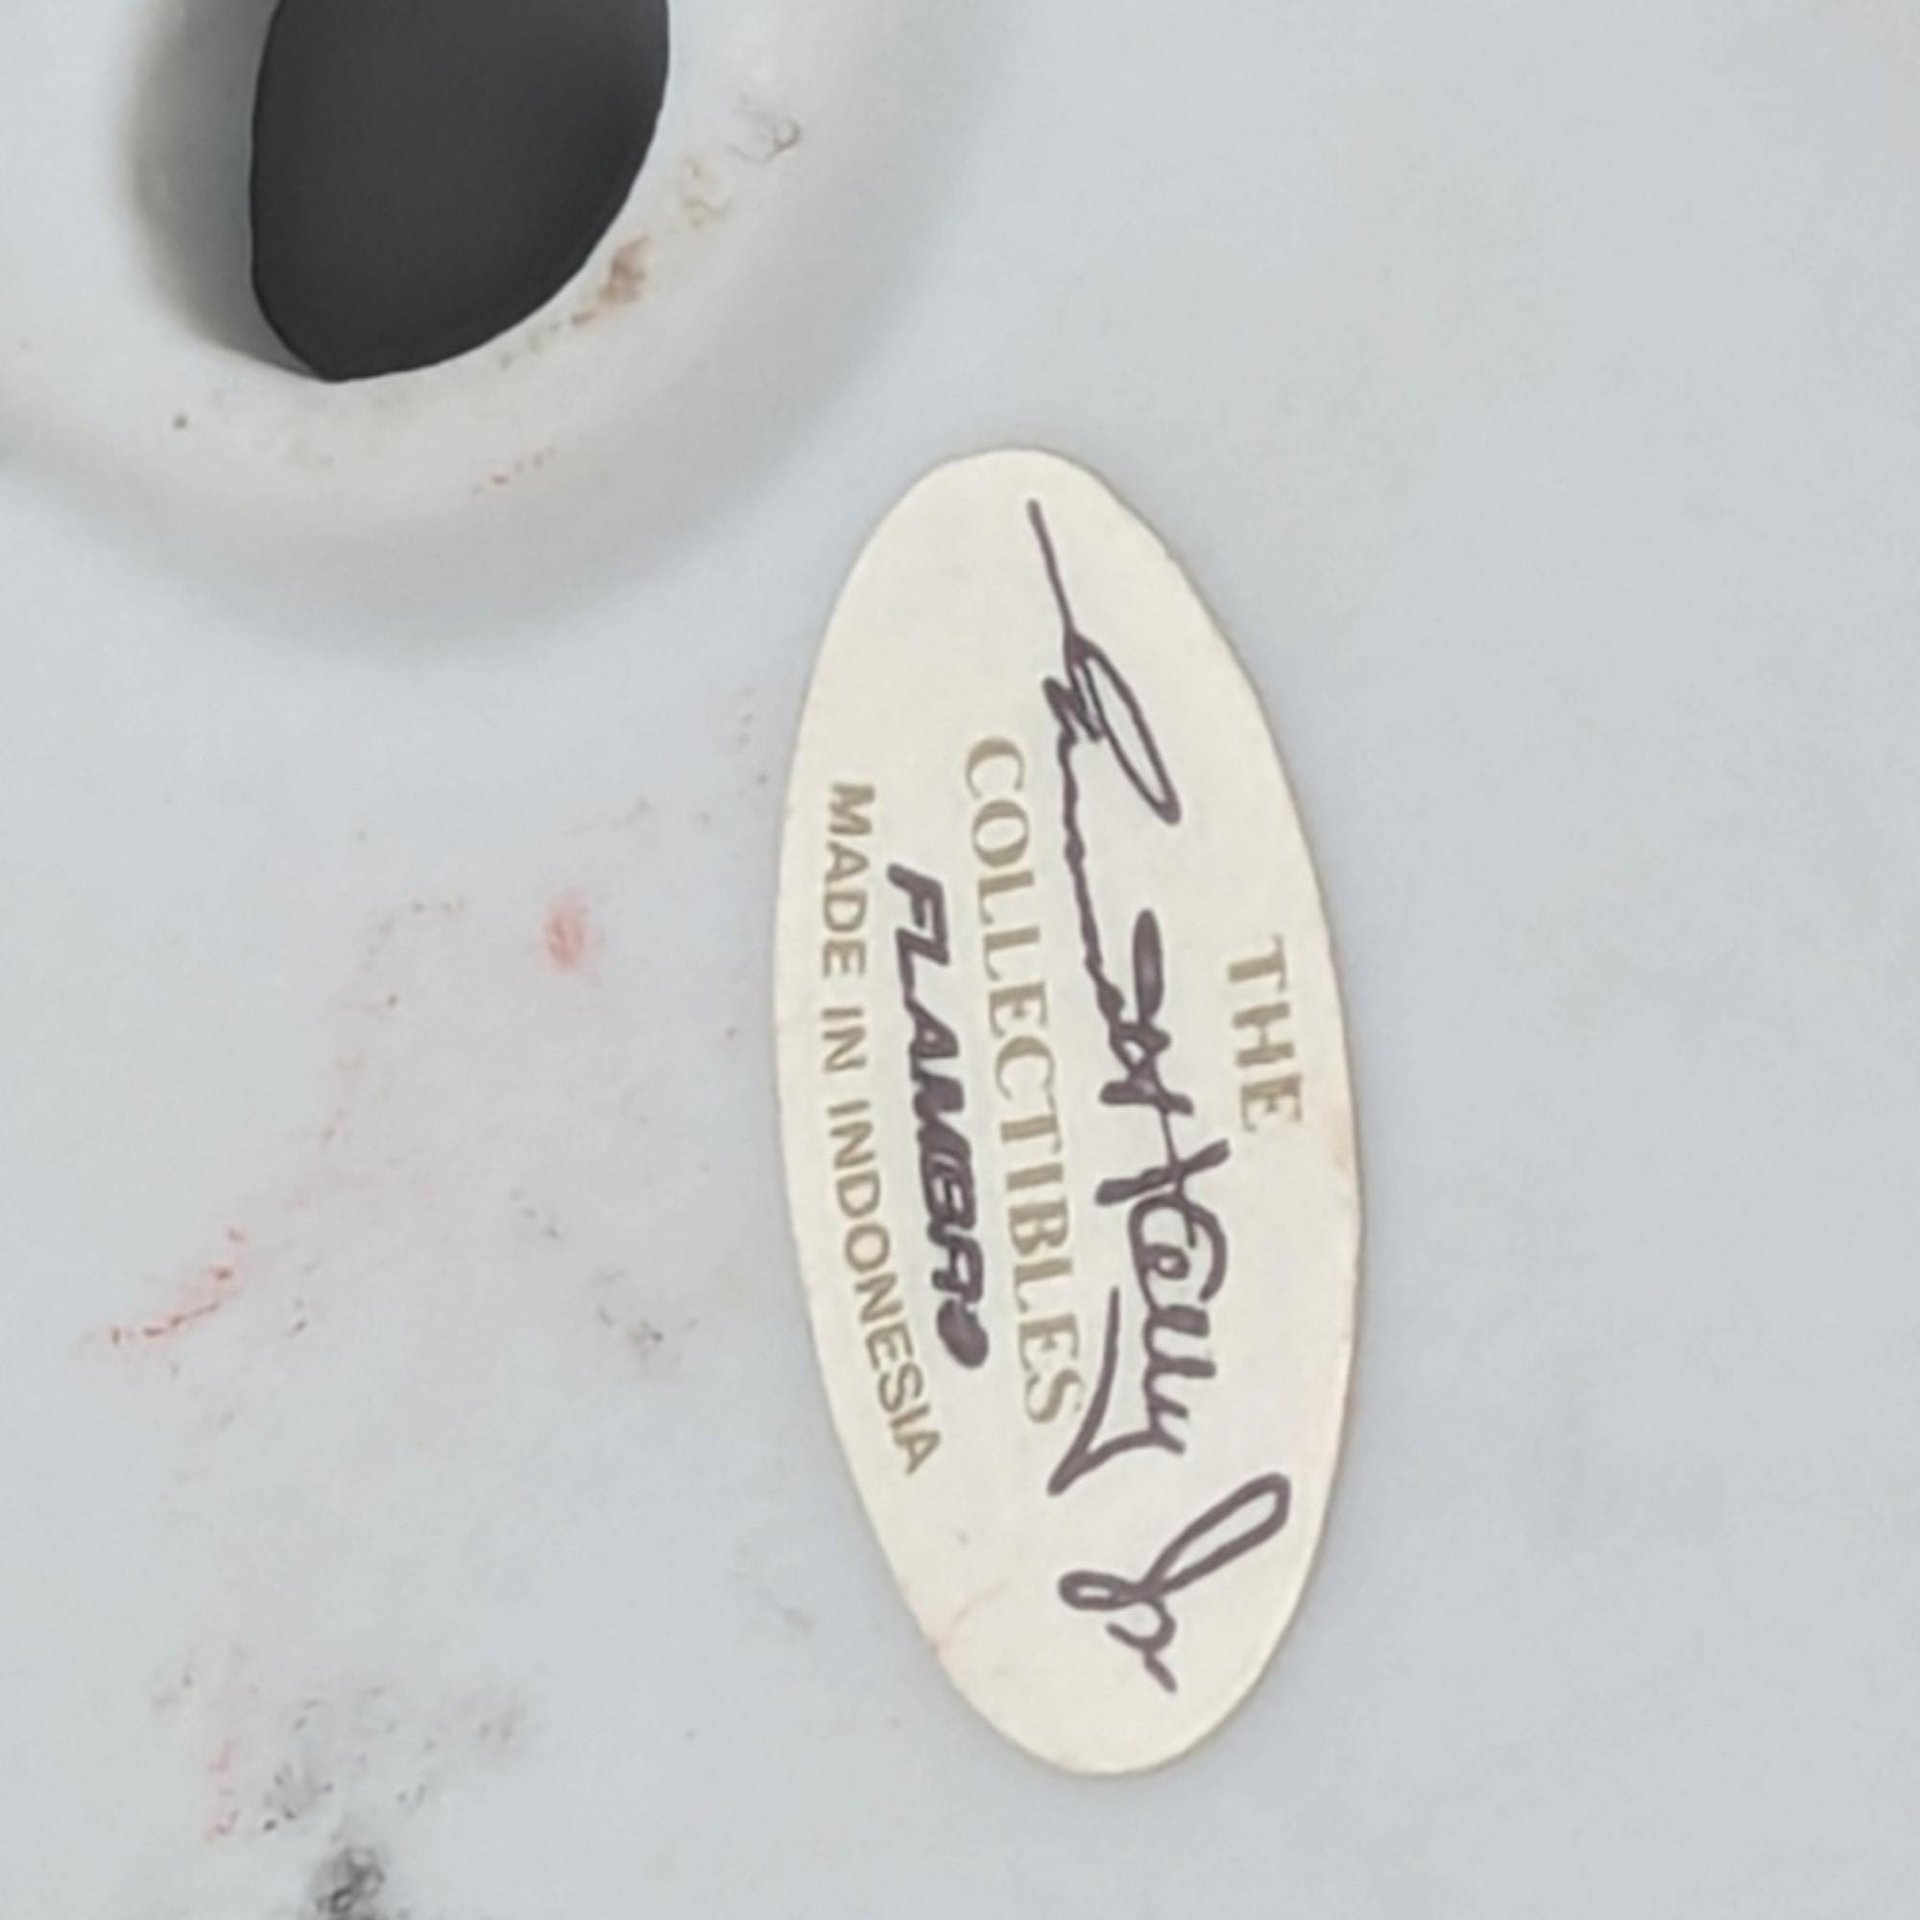 THE
Emmett Kelly Jr.
COLLECTIBLES
FLAMBRO
MADE IN INDONESIA